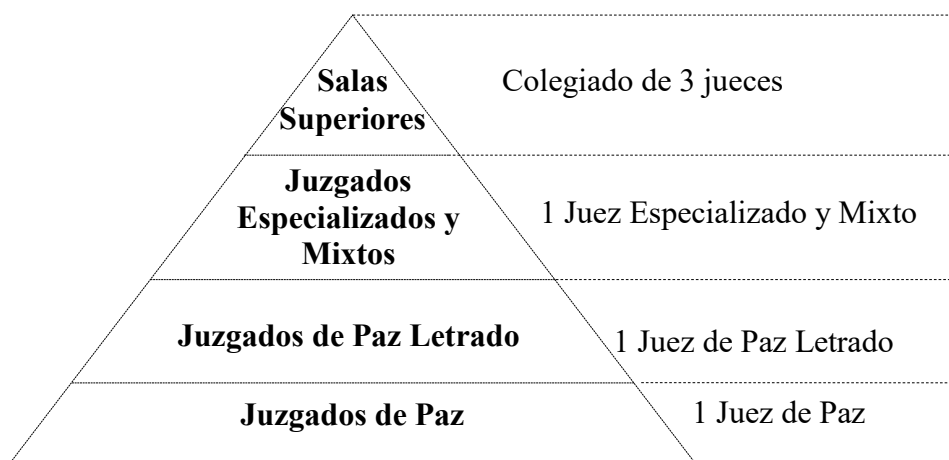 Salas
Superiores
Colegiado de 3 jueces
Juzgados
Especializados y
Mixtos
1 Juez Especializado y Mixto
Juzgados de Paz Letrado
1 Juez de Paz Letrado
Juzgados de Paz
1 Juez de Paz